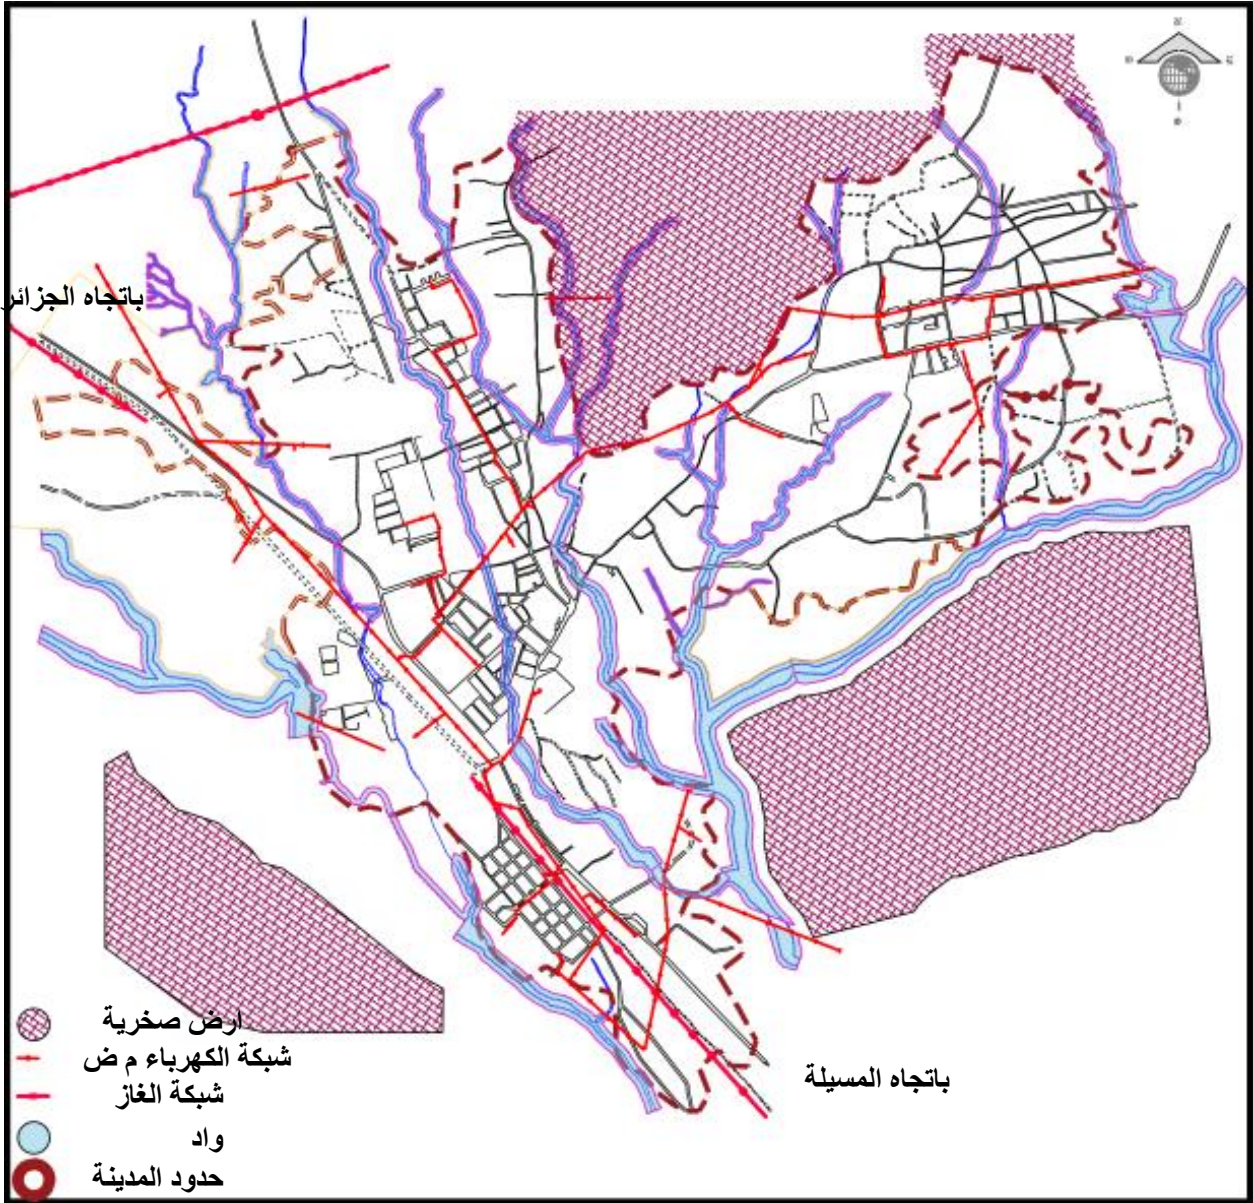 باتجاه الجزائر
باتجاه المسيلة
ارض صخرية
شبكة الكهرباء م ض
شبكة الغاز
واد
حدود المدينة